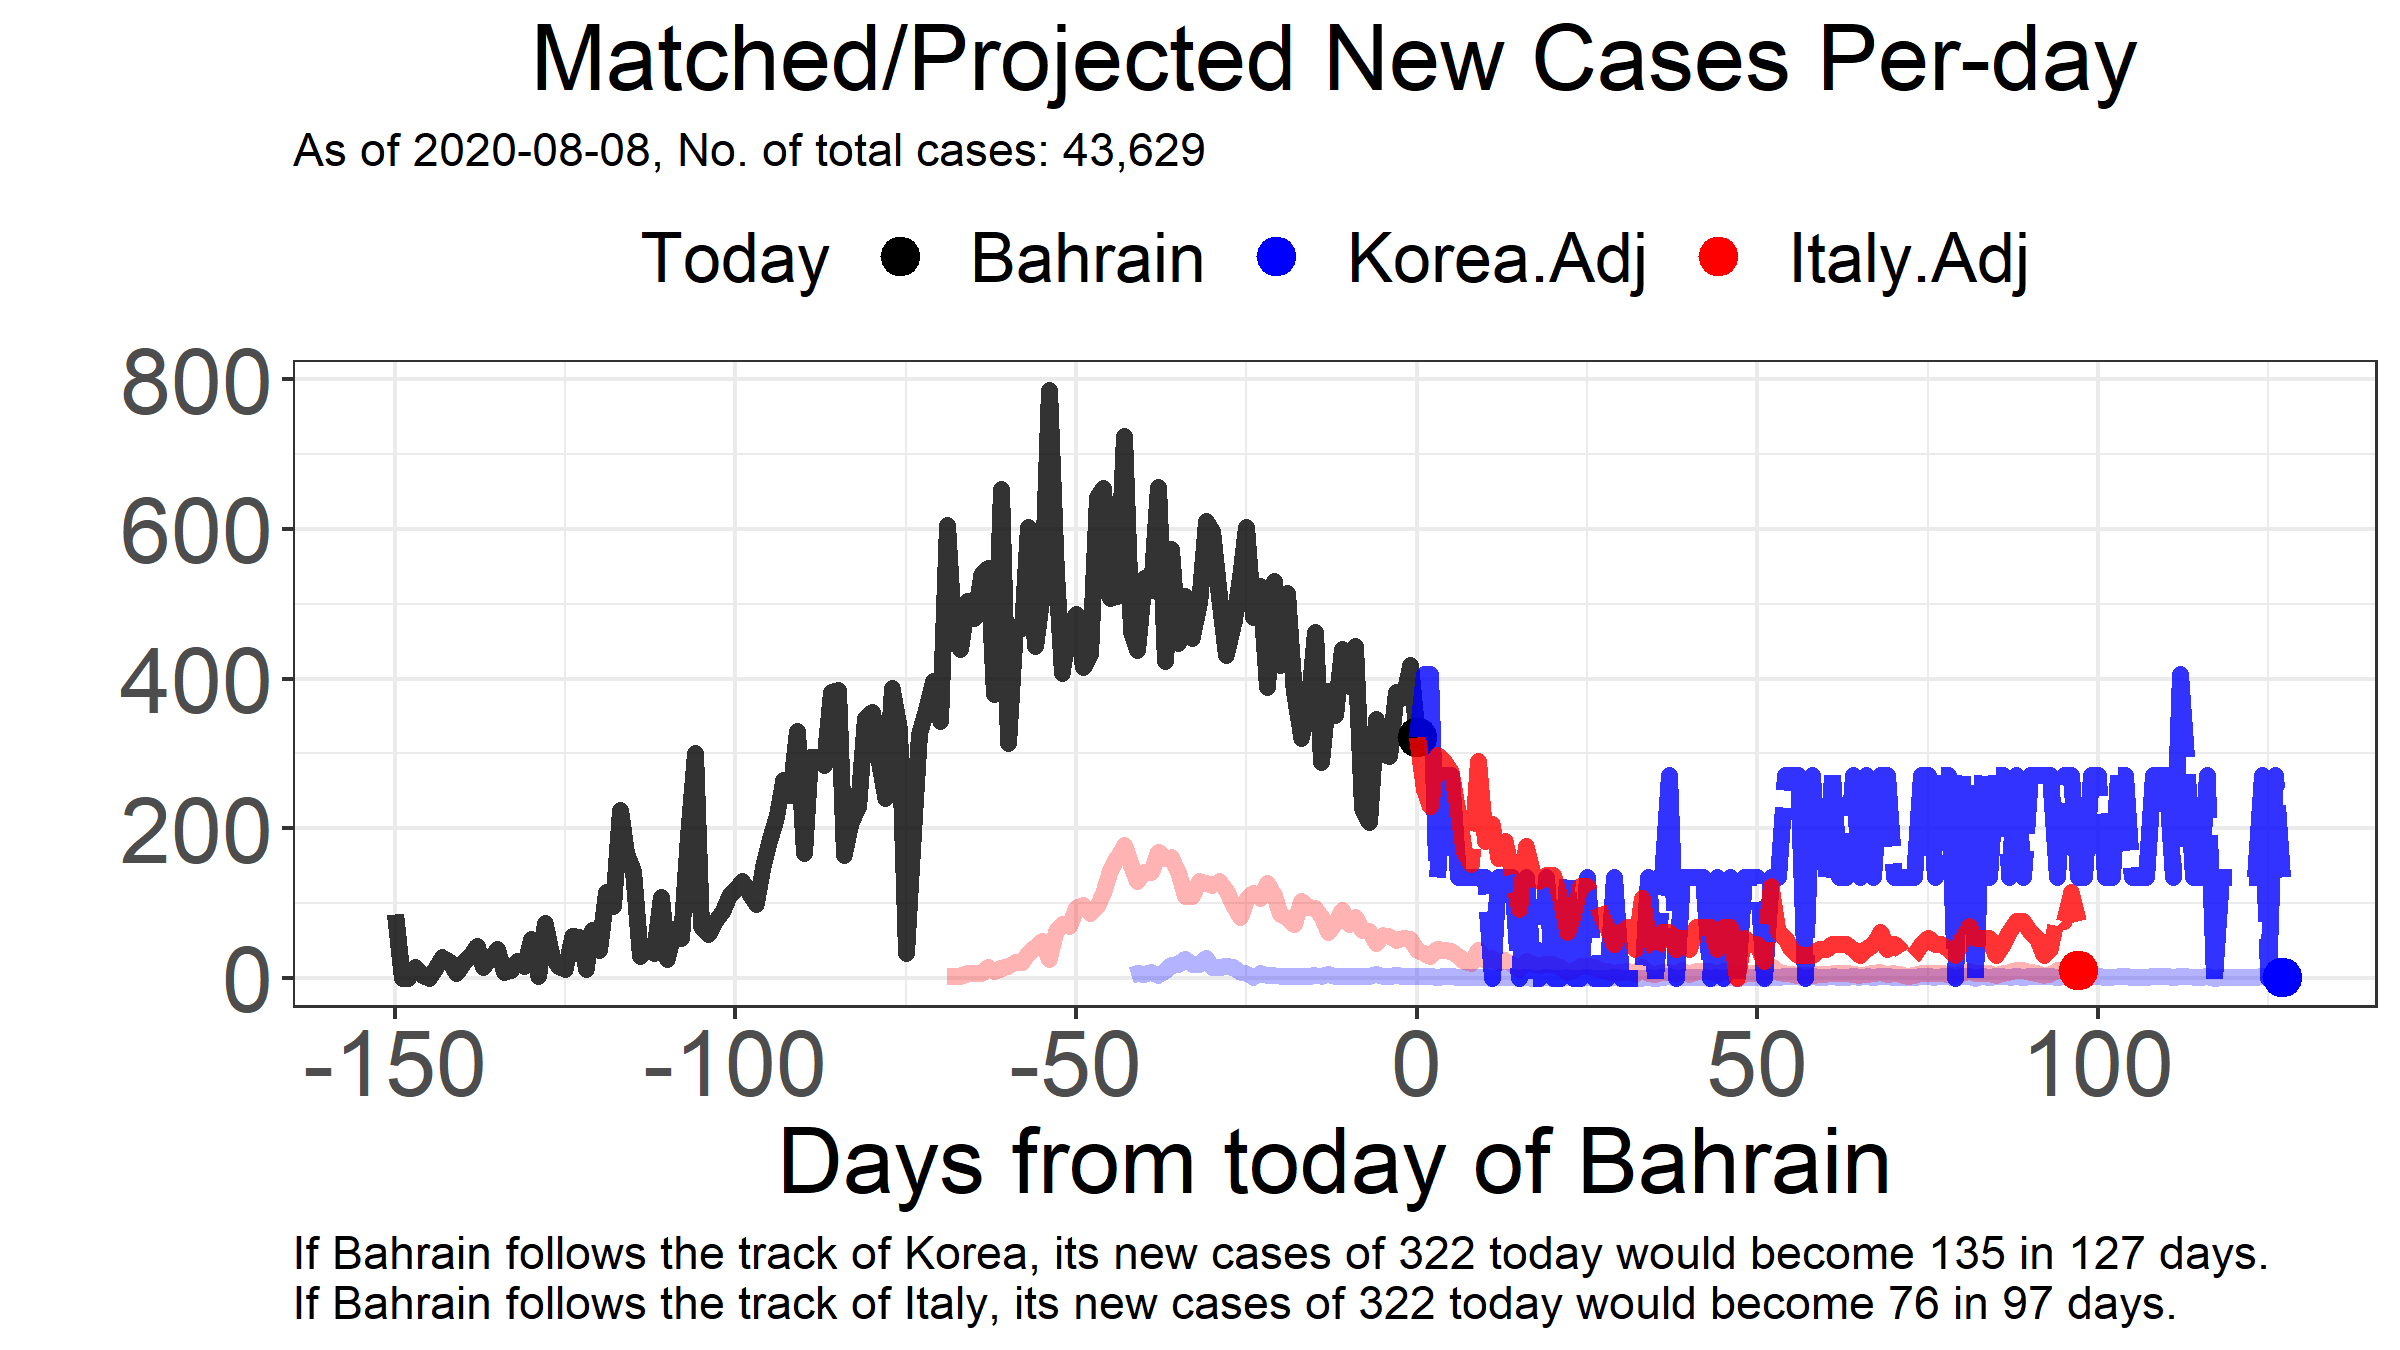 Matched/Projected New Cases Per-day
As of 2020-08-08, No. of total cases: 43,629
Today Bahrain Korea.Adj Italy.Adj
800
600
400
200
0
-150 -100 -50 0 50 100
Days from today of Bahrain
If Bahrain follows the track of Korea, its new cases of 322 today would become 135 in 127 days.
If Bahrain follows the track of Italy, its new cases of 322 today would become 76 in 97 days.